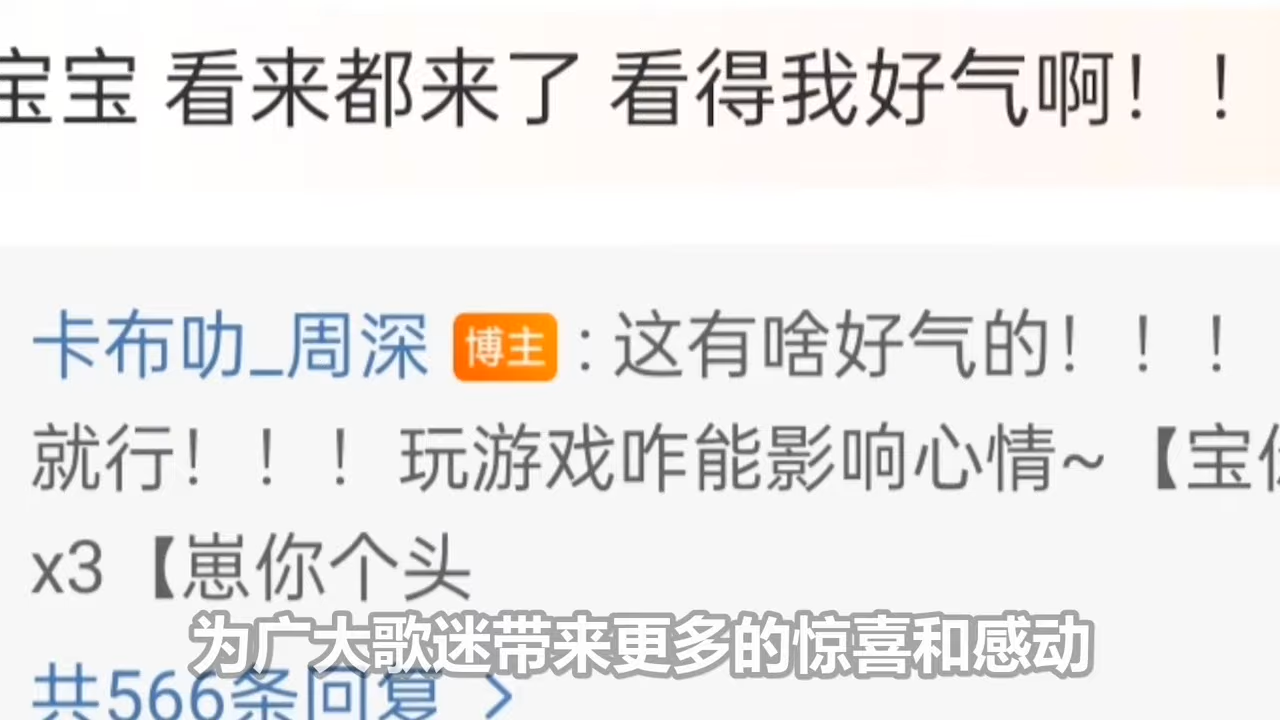 宝宝 看来都来了 看得我好气啊！！
卡布叻_周深 博主：这有啥好气的！！！
就行！！！玩游戏咋能影响心情~【宝
x3【崽你个头
为广大歌迷带来更多的惊喜和感动
共566条回复 >